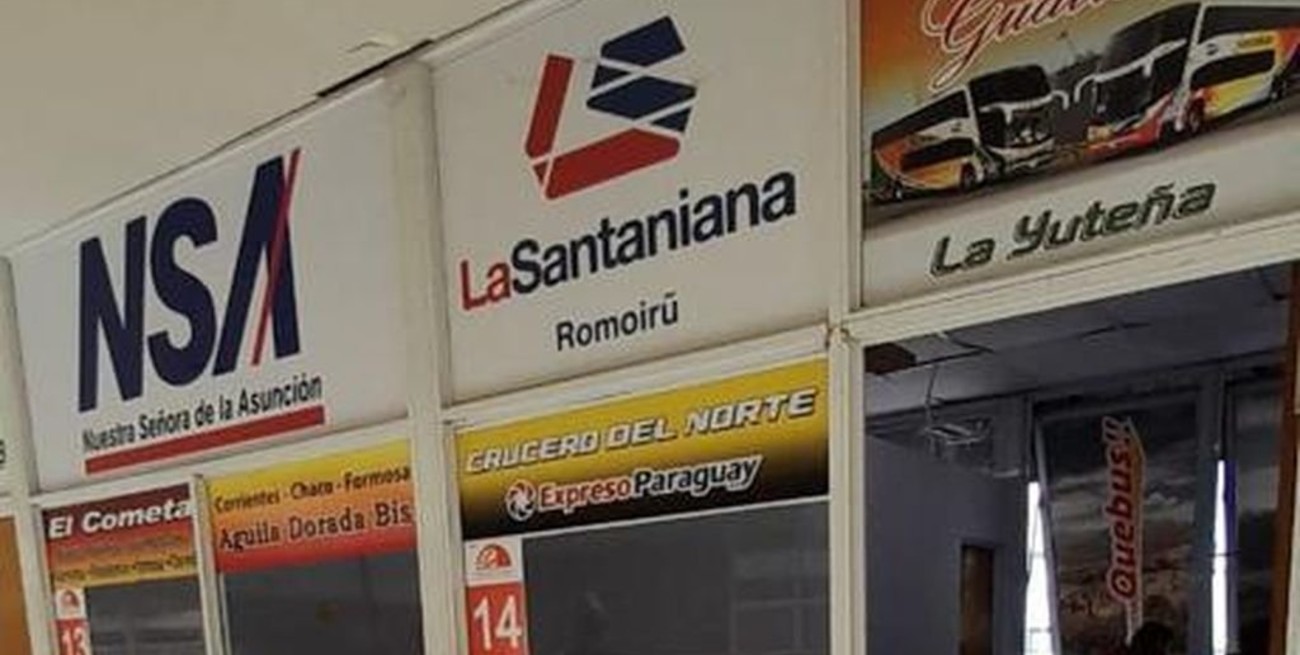 NSA
Nuestra Señora de la Asunción
LS
LaSantaniana
Romoirũ
La Yuteña
El Cometa
Corrientes - Chaco - Formosa
Aguila Dorada Bis
CRUCERO DEL NORTE
ExpresoParaguay
13
14
Quebus